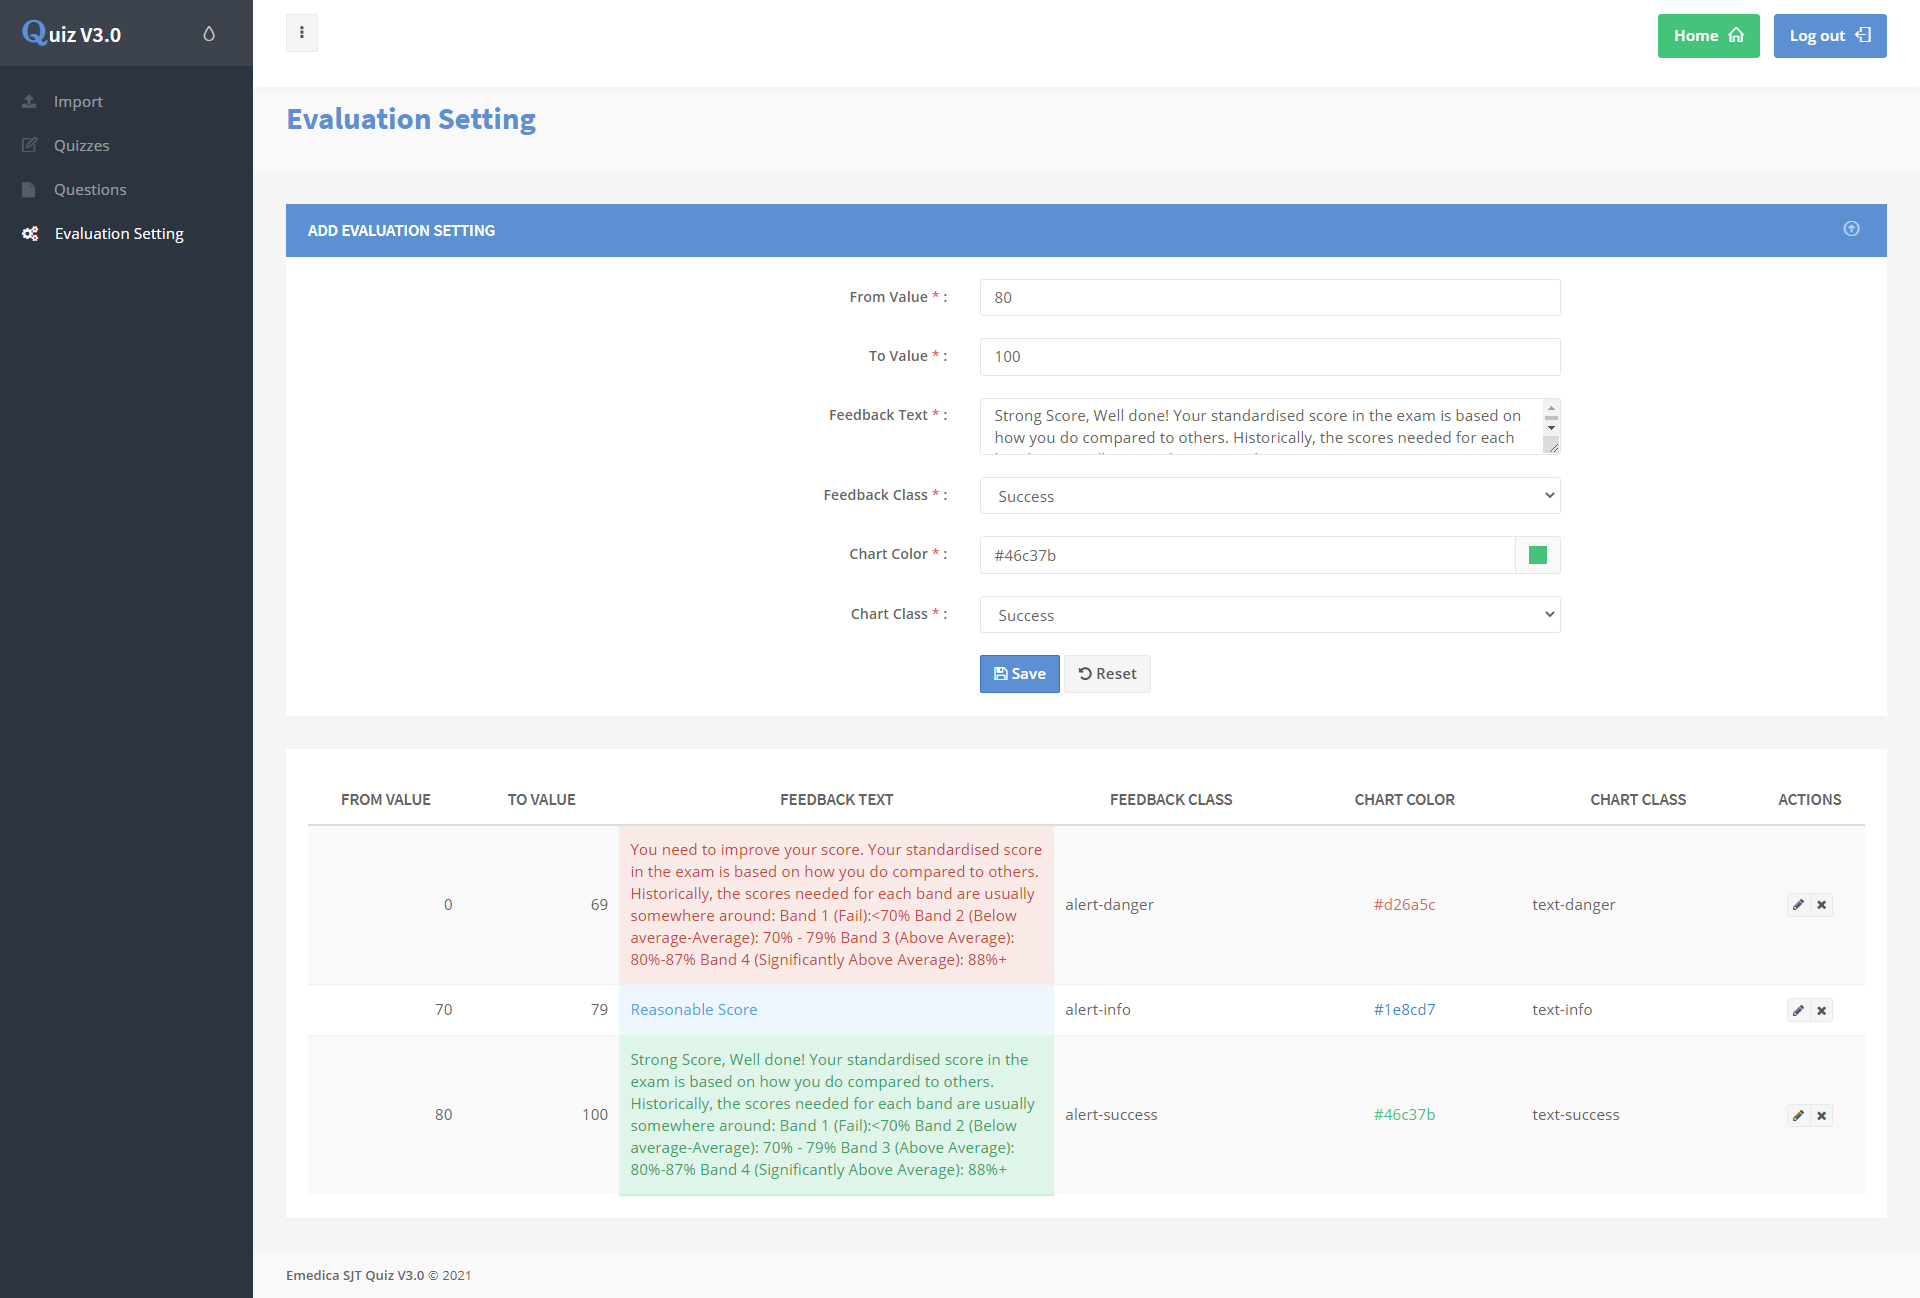 Quiz V3.0
Home
Log out
Import
Quizzes
Questions
Evaluation Setting
Evaluation Setting
ADD EVALUATION SETTING
From Value * :
80
To Value * :
100
Feedback Text * :
Strong Score, Well done! Your standardised score in the exam is based on
how you do compared to others. Historically, the scores needed for each
Feedback Class * :
Success
Chart Color * :
#46c37b
Chart Class * :
Success
Save
Reset
FROM VALUE TO VALUE FEEDBACK TEXT FEEDBACK CLASS CHART COLOR CHART CLASS ACTIONS
0 69
You need to improve your score. Your standardised score
in the exam is based on how you do compared to others.
Historically, the scores needed for each band are usually
somewhere around: Band 1 (Fail):<70% Band 2 (Below
average-Average): 70% - 79% Band 3 (Above Average):
80%-87% Band 4 (Significantly Above Average): 88%+
alert-danger #d26a5c text-danger
70 79 Reasonable Score alert-info #1e8cd7 text-info
80 100
Strong Score, Well done! Your standardised score in the
exam is based on how you do compared to others.
Historically, the scores needed for each band are usually
somewhere around: Band 1 (Fail):<70% Band 2 (Below
average-Average): 70% - 79% Band 3 (Above Average):
80%-87% Band 4 (Significantly Above Average): 88%+
alert-success #46c37b text-success
Emedica SJT Quiz V3.0 © 2021